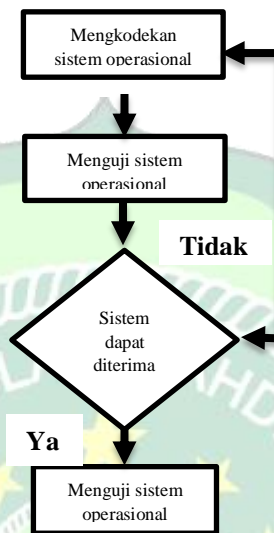 Mengkodekan
sistem operasional
Menguji sistem
operasional
Tidak
Sistem
dapat
diterima
Ya
Menguji sistem
operasional